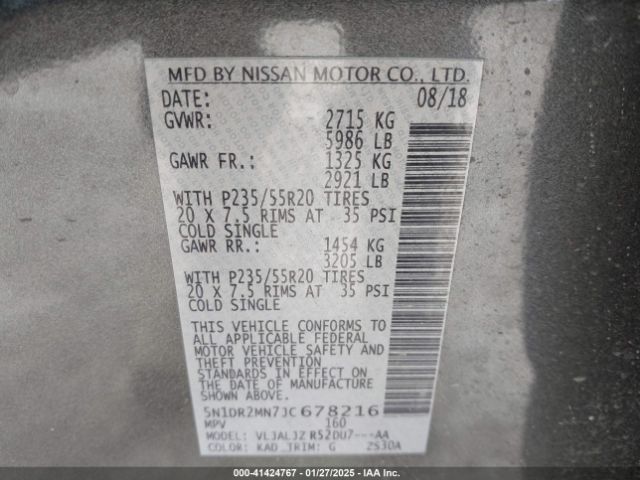 MFD BY NISSAN MOTOR CO., LTD.
DATE: 08/18
GVWR: 2715 KG
5986 LB
GAWR FR.: 1325 KG
2921 LB
WITH P235/55R20 TIRES
20 X 7.5 RIMS AT 35 PSI
COLD SINGLE
GAWR RR.: 1454 KG
3205 LB
WITH P235/55R20 TIRES
20 X 7.5 RIMS AT 35 PSI
COLD SINGLE
THIS VEHICLE CONFORMS TO
ALL APPLICABLE FEDERAL
MOTOR VEHICLE SAFETY AND
THEFT PREVENTION
STANDARDS IN EFFECT ON
THE DATE OF MANUFACTURE
SHOWN ABOVE.
5N1DR2MN7JC678216
MPV 160
MODEL: VLJALJZ R52DU7---AA
COLOR: KAD TRIM: G 2S30A
000-41424767 - 01/27/2025 - IAA Inc.